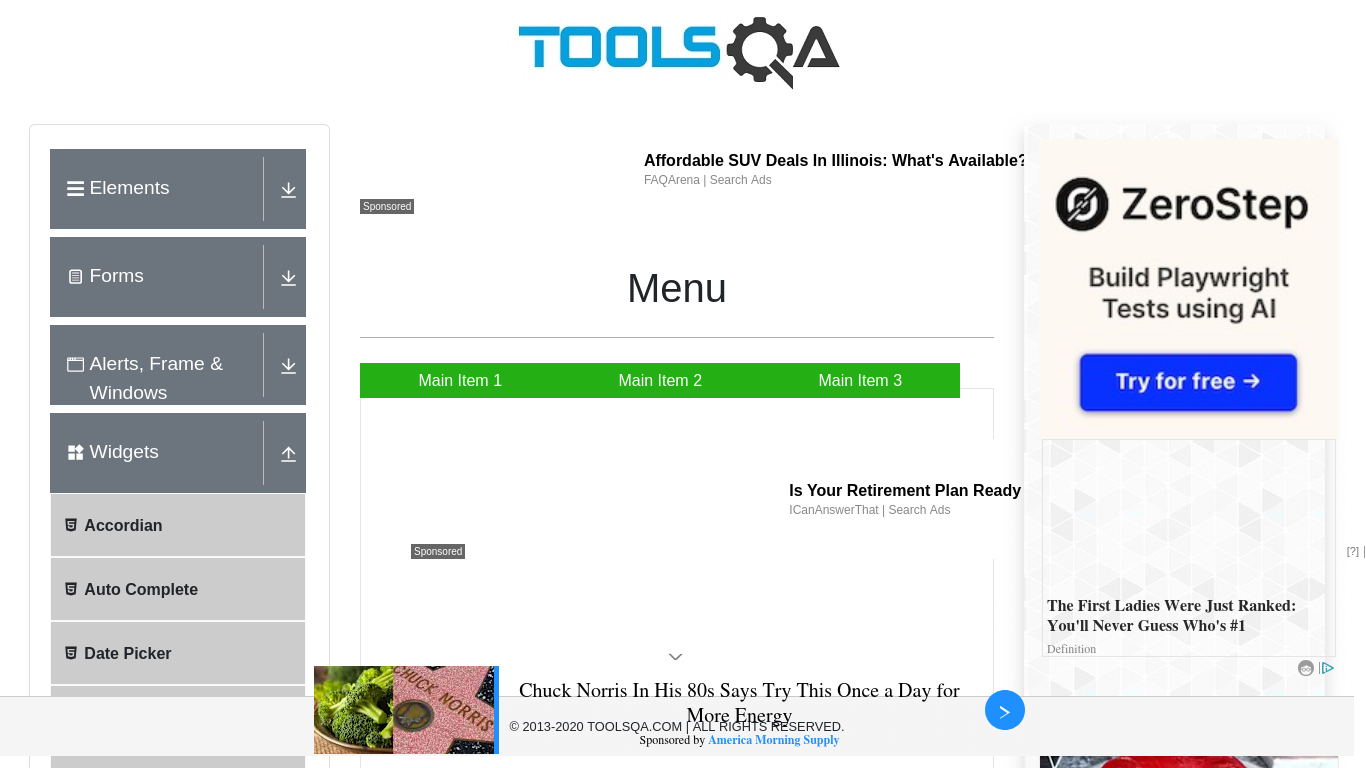 TOOLSQA
Elements
Forms
Alerts, Frame &
Windows
Widgets
Accordian
Auto Complete
Date Picker
Affordable SUV Deals In Illinois: What's Available?
FAQArena | Search Ads
Sponsored
Menu
Main Item 1
Main Item 2
Main Item 3
Is Your Retirement Plan Ready
ICanAnswerThat | Search Ads
Sponsored
ZeroStep
Build Playwright
Tests using AI
Try for free →
[?]
The First Ladies Were Just Ranked:
You'll Never Guess Who's #1
Definition
CHUCK NORRIS
Chuck Norris In His 80s Says Try This Once a Day for
More Energy
© 2013-2020 TOOLSQA.COM | ALL RIGHTS RESERVED.
Sponsored by America Morning Supply